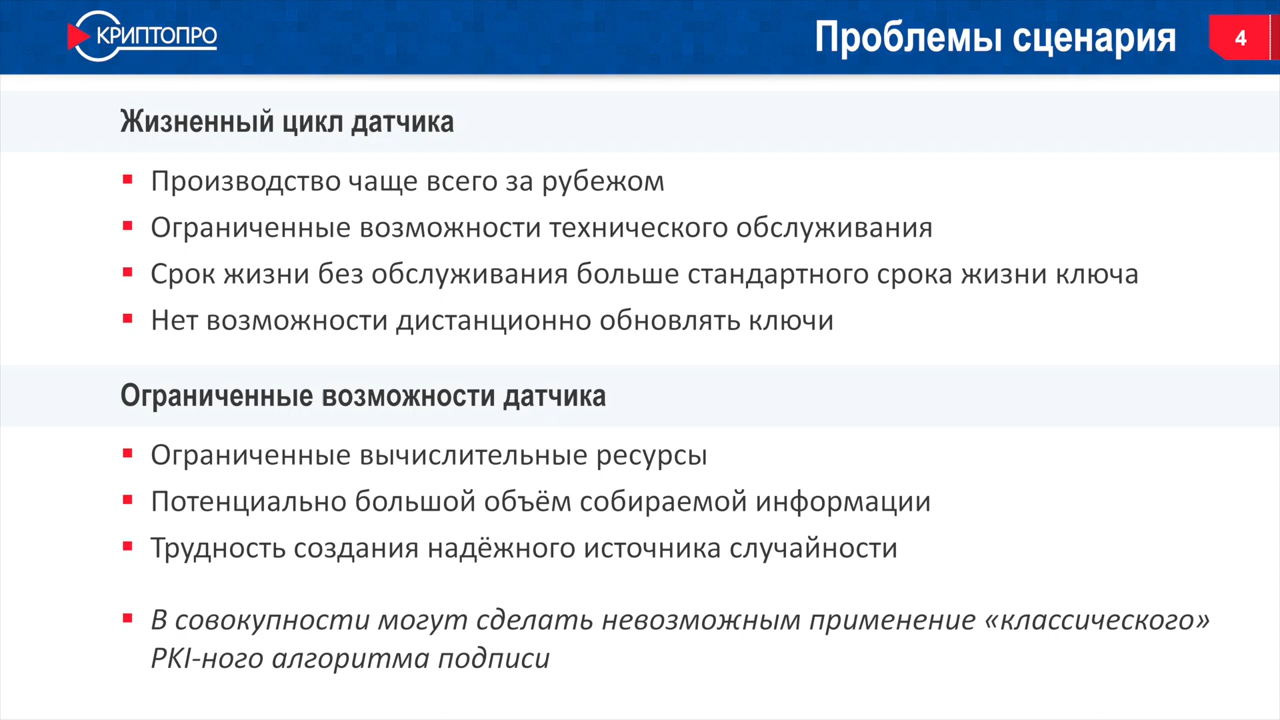 КРИПТОПРО
Проблемы сценария
4
Жизненный цикл датчика
Производство чаще всего за рубежом
Ограниченные возможности технического обслуживания
Срок жизни без обслуживания больше стандартного срока жизни ключа
Нет возможности дистанционно обновлять ключи
Ограниченные возможности датчика
Ограниченные вычислительные ресурсы
Потенциально большой объём собираемой информации
Трудность создания надёжного источника случайности
В совокупности могут сделать невозможным применение «классического»
PKI-ного алгоритма подписи